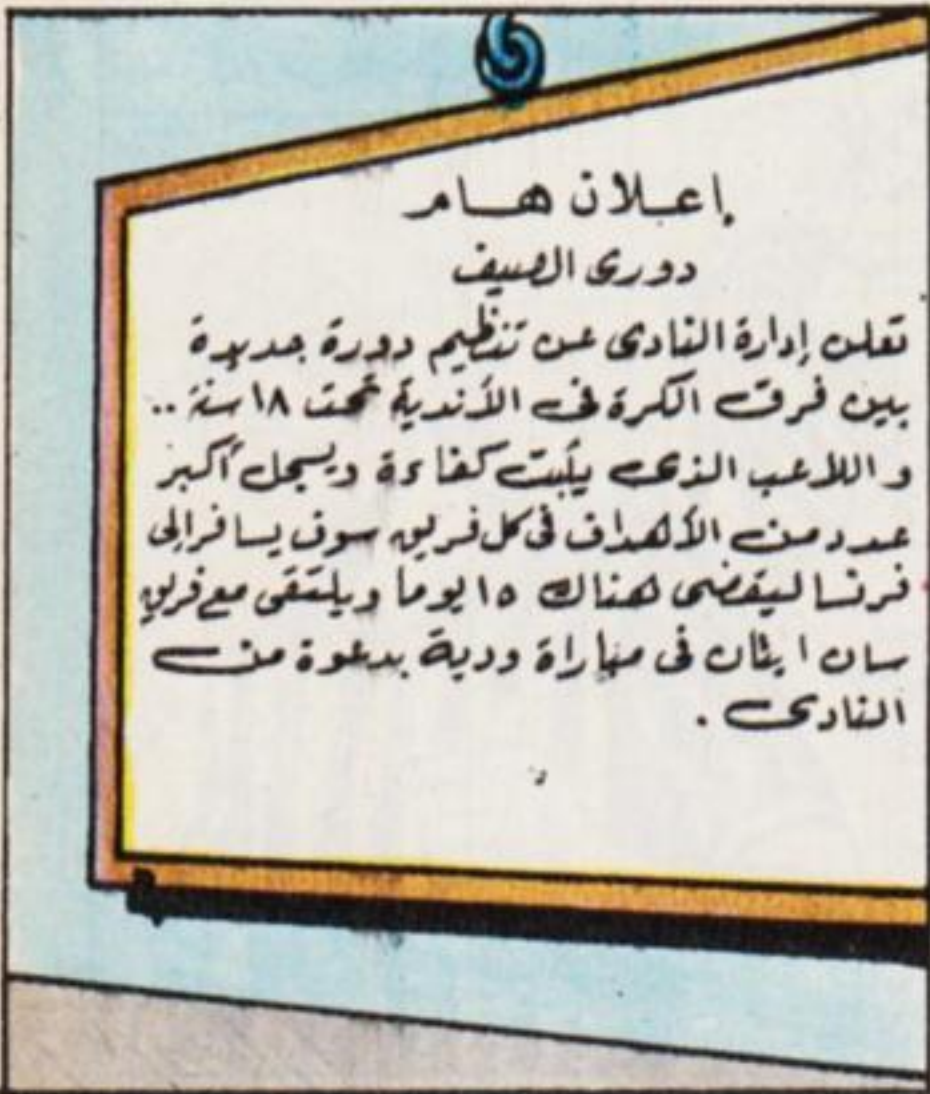 إعلان هام
دورى الصيف
تعلن إدارة النادى عن تنظيم دورة جديدة
بين فرق الكرة فى الأندية تحت ١٨ سنة ..
واللاعب الذى يثبت كفاءة ويسجل أكبر
عدد من الأهداف فى كل فريق سوف يسافر إلى
فرنسا ليقضى هناك ١٥ يوما ويلتقى مع فريق
سان ايتان فى مباراة ودية بدعوة من
النادى .